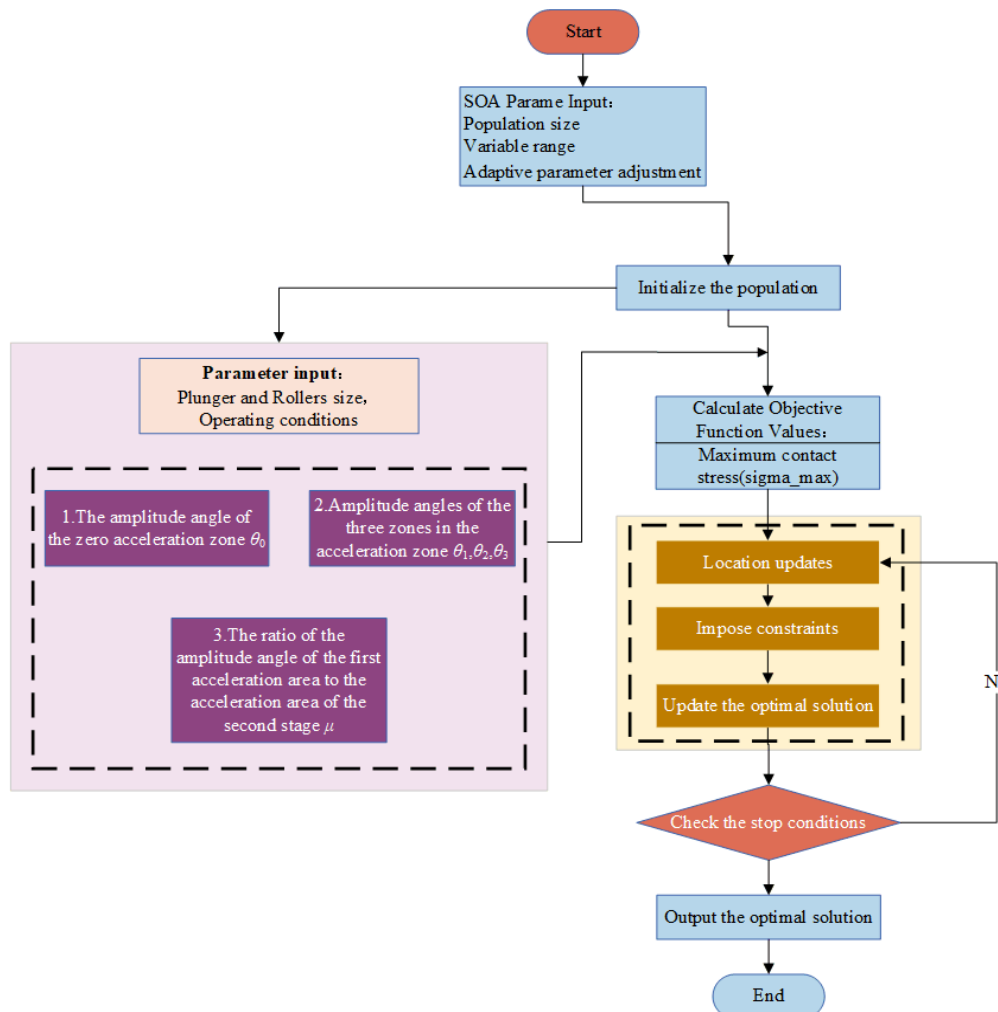 Start
SOA Parame Input:
Population size
Variable range
Adaptive parameter adjustment
Initialize the population
Parameter input:
Plunger and Rollers size,
Operating conditions
1.The amplitude angle of
the zero acceleration zone θ₀
2.Amplitude angles of the
three zones in the
acceleration zone θ₁,θ₂,θ₃
3.The ratio of the
amplitude angle of the first
acceleration area to the
acceleration area of the
second stage μ
Calculate Objective
Function Values:
Maximum contact
stress(sigma_max)
Location updates
Impose constraints
Update the optimal solution
N
Check the stop conditions
Output the optimal solution
End